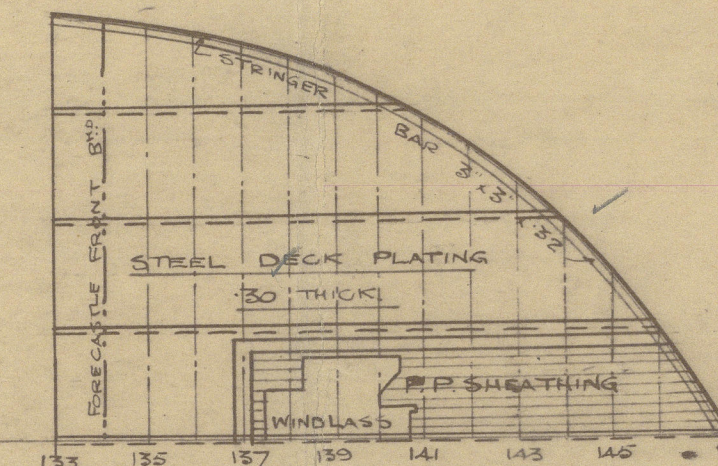 STRINGER BAR 3" × 3" × .32
FORECASTLE FRONT BHD
STEEL DECK PLATING
.30 THICK.
P.P. SHEATHING
WINDLASS
133 135 137 139 141 143 145